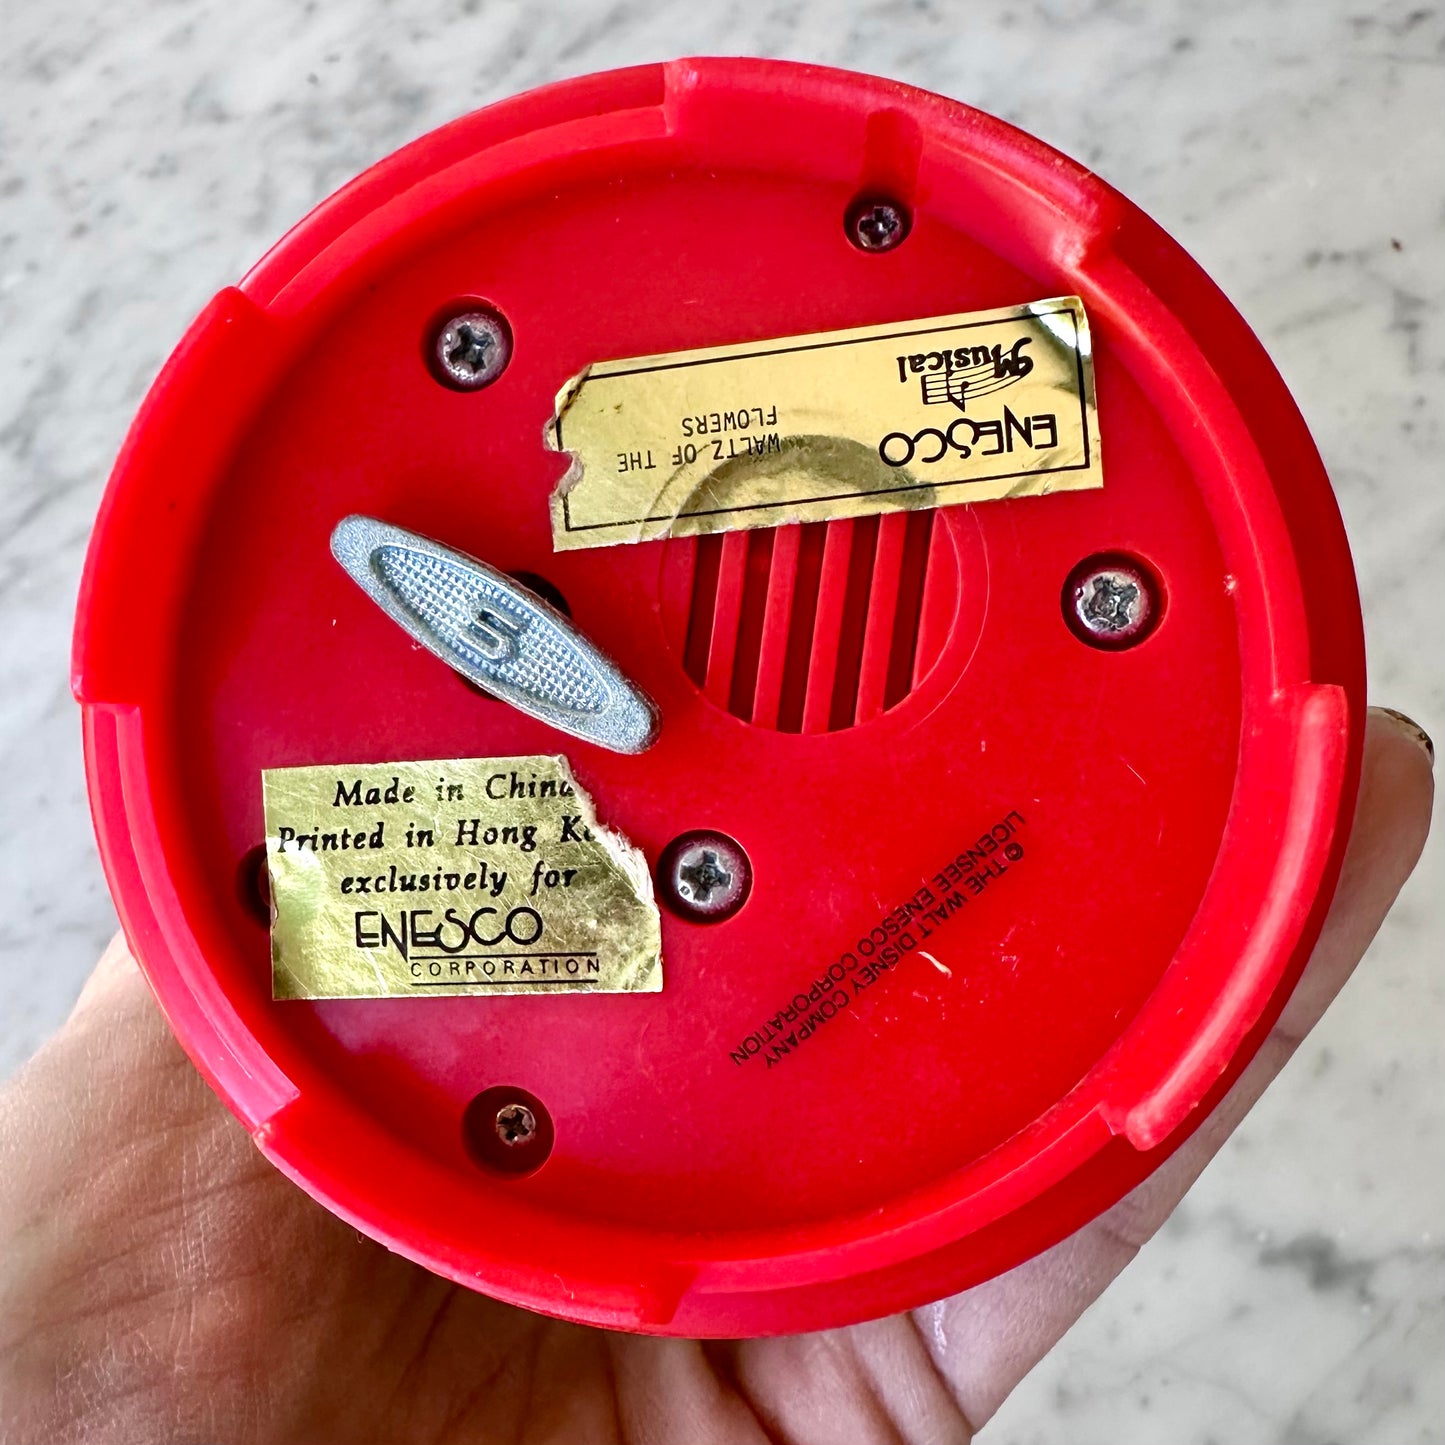 ENESCO
Musical
WALTZ OF THE
FLOWERS
Made in China
Printed in Hong
exclusively for
ENESCO
CORPORATION
© THE WALT DISNEY COMPANY
LICENSEE ENESCO CORPORATION
S